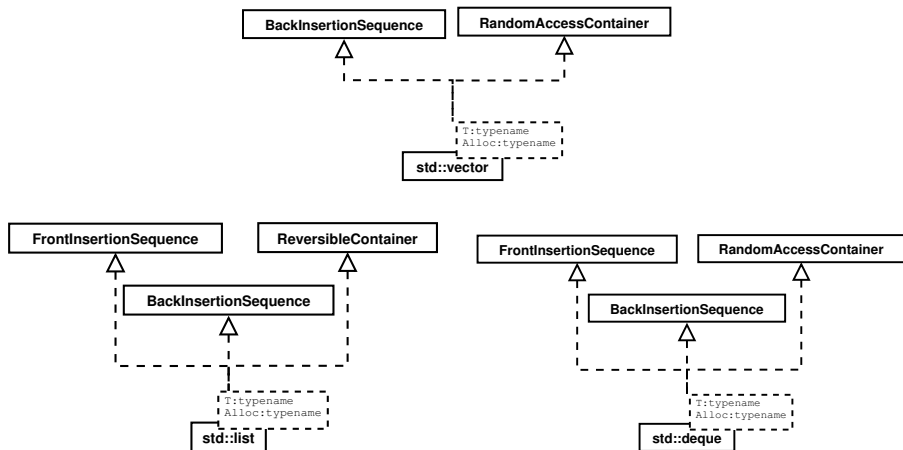 BackInsertionSequence
RandomAccessContainer
T:typename
Alloc:typename
std::vector
FrontInsertionSequence
ReversibleContainer
BackInsertionSequence
T:typename
Alloc:typename
std::list
FrontInsertionSequence
RandomAccessContainer
BackInsertionSequence
T:typename
Alloc:typename
std::deque